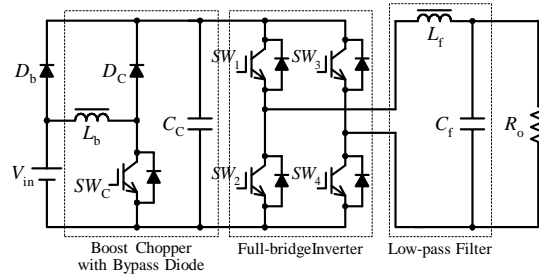 D_b
D_C
L_b
C_C
V_in
SW_C
SW_1
SW_3
SW_2
SW_4
L_f
C_f
R_o
Boost Chopper
with Bypass Diode
Full-bridgeInverter
Low-pass Filter